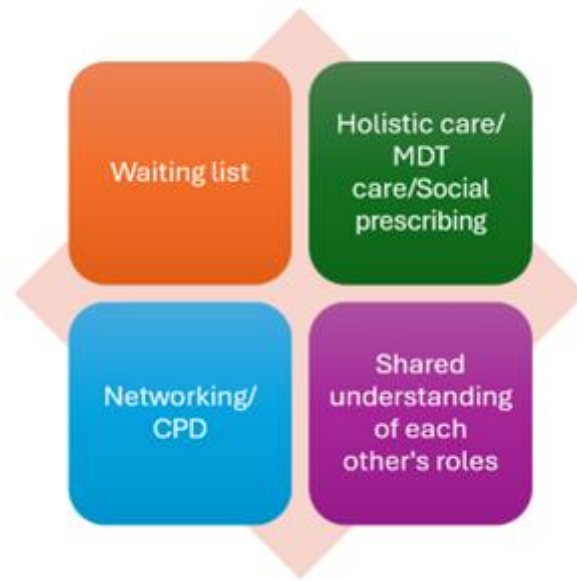 Waiting list
Holistic care/
MDT
care/Social
prescribing
Networking/
CPD
Shared
understanding
of each
other's roles